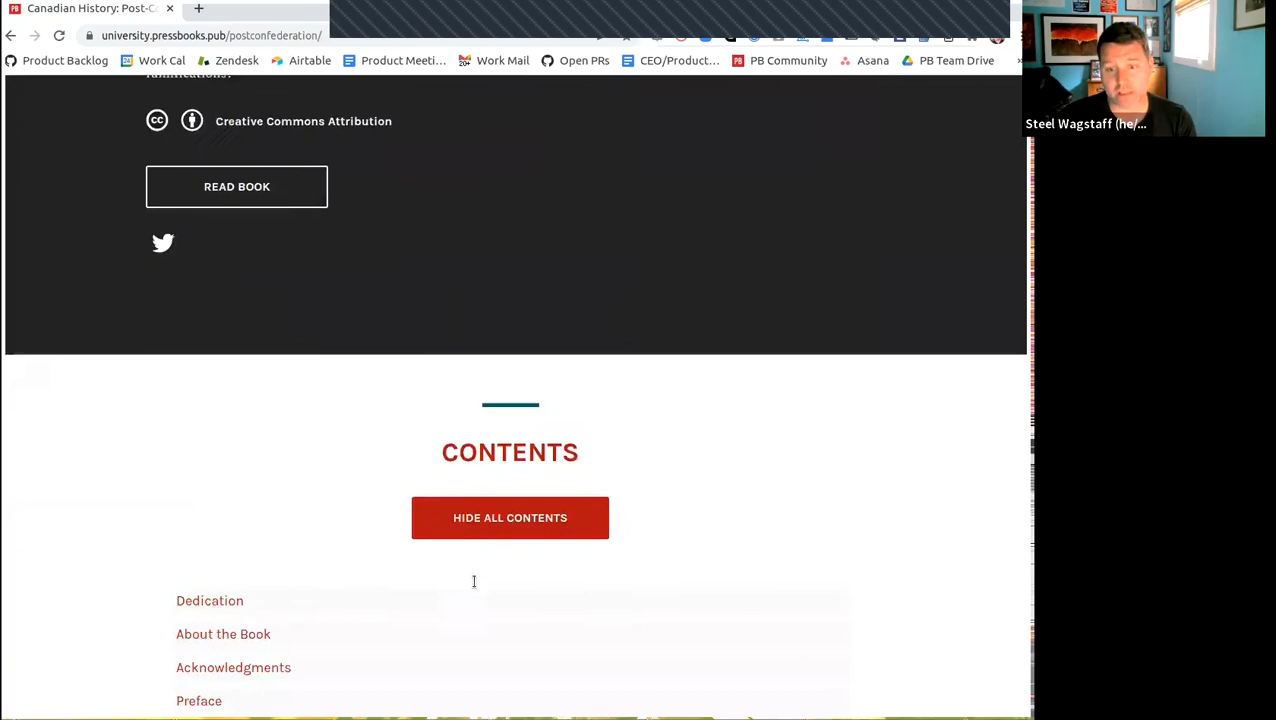 Canadian History: Post-C
university.pressbooks.pub/postconfederation/
Product Backlog
Work Cal
Zendesk
Airtable
Product Meeti…
Work Mail
Open PRs
CEO/Product…
PB Community
Asana
PB Team Drive
ramifications?
Creative Commons Attribution
READ BOOK
CONTENTS
HIDE ALL CONTENTS
Dedication
About the Book
Acknowledgments
Preface
Steel Wagstaff (he/...